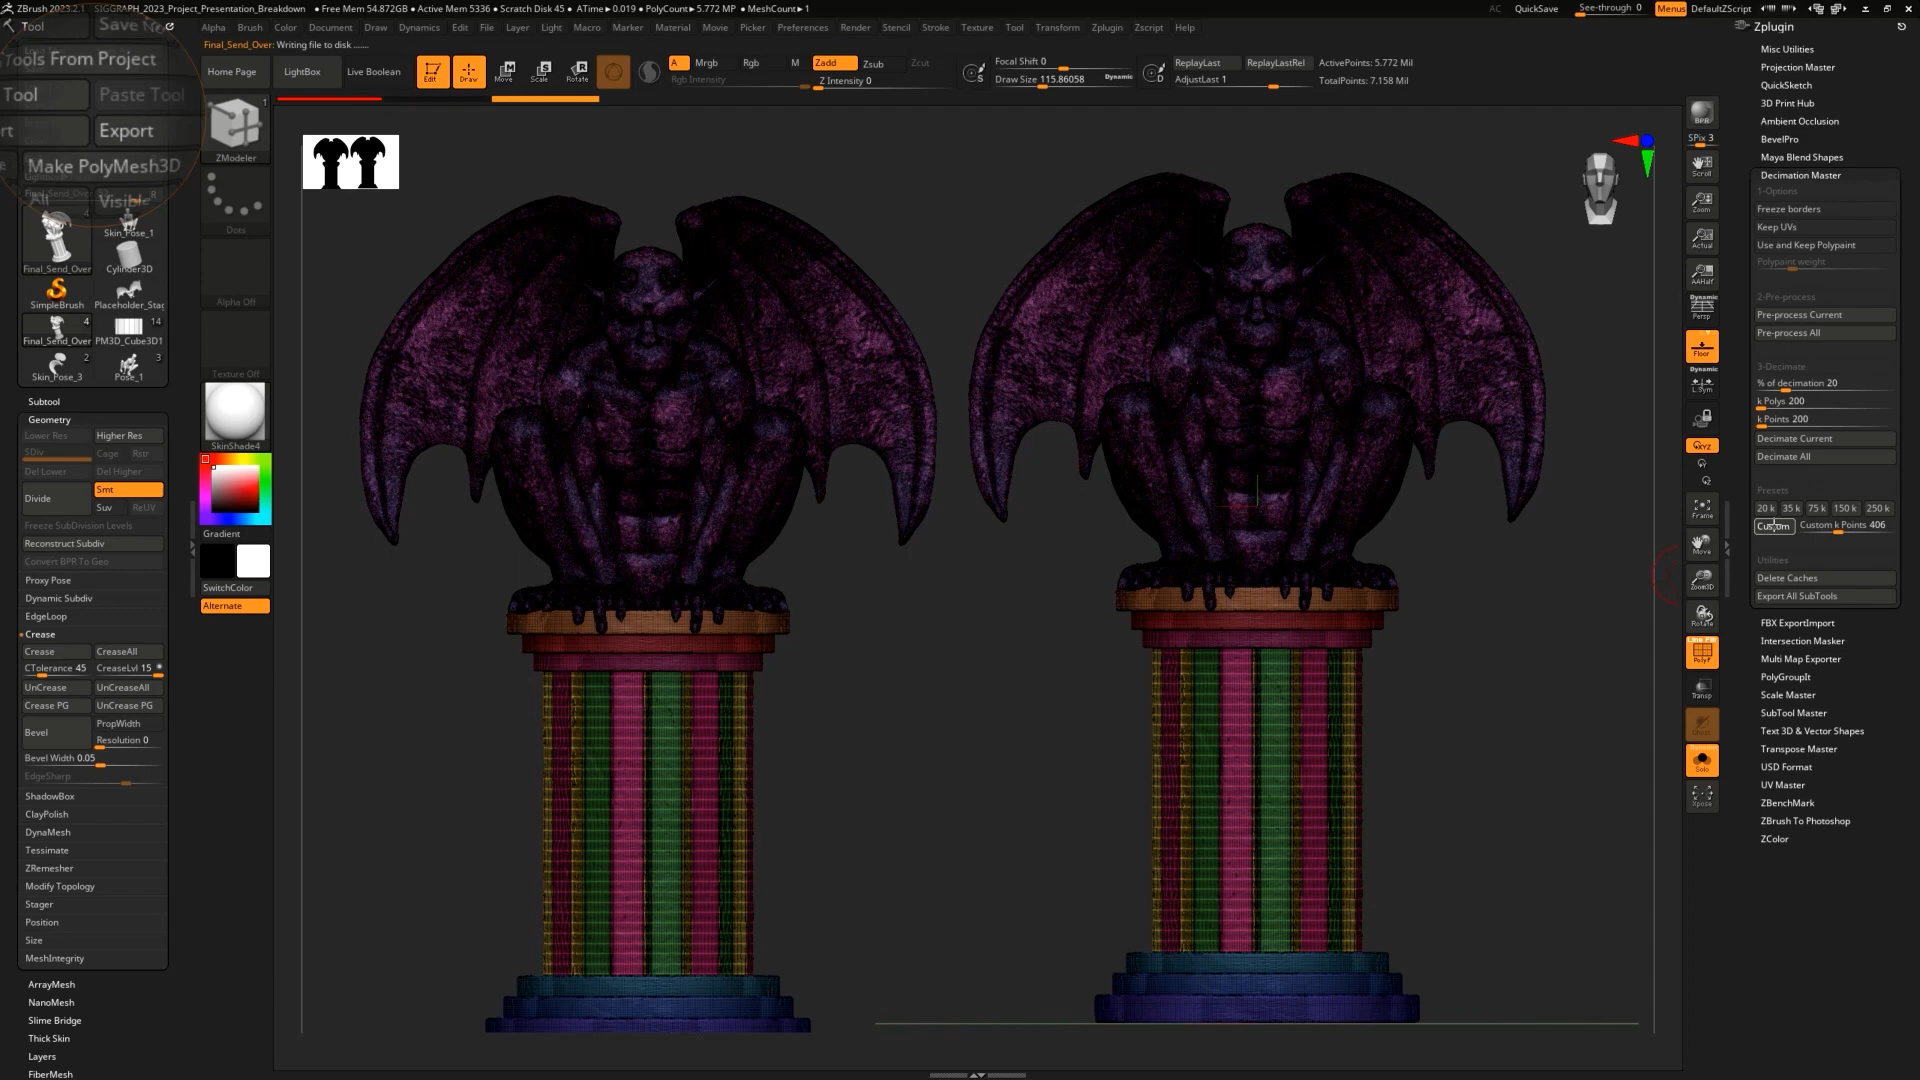 ZBrush 2023.2.1 SIGGRAPH_2023_Project_Presentation_Breakdown • Free Mem 54.872GB • Active Mem 5336 • Scratch Disk 45 • ATime▸0.019 • PolyCount▸5.772 MP • MeshCount▸1 AC QuickSave See-through 0 Menus DefaultZScript
Tool Alpha Brush Color Document Draw Dynamics Edit File Layer Light Macro Marker Material Movie Picker Preferences Render Stencil Stroke Texture Tool Transform Zplugin Zscript Help Zplugin
Final_Send_Over: Writing file to disk ......
Home Page LightBox Live Boolean Edit Draw Move Scale Rotate A Mrgb Rgb M Zadd Zsub Zcut Focal Shift 0 ReplayLast ReplayLastRel ActivePoints: 5.772 Mil
Rgb Intensity Z Intensity 0 Draw Size 115.86058 Dynamic AdjustLast 1 TotalPoints: 7.158 Mil
ools From Project
Tool Paste Tool
Export
Make PolyMesh3D
All Visible
Final_Send_Over Skin_Pose_1
Cylinder3D
SimpleBrush Placeholder_Stag
Final_Send_Over PM3D_Cube3D1
Skin_Pose_3 Pose_1
Subtool
Geometry
Lower Res Higher Res
SDiv Cage Rstr
Del Lower Del Higher
Divide Smt
Suv ReUV
Freeze SubDivision Levels
Reconstruct Subdiv
Convert BPR To Geo
Proxy Pose
Dynamic Subdiv
EdgeLoop
Crease
Crease CreaseAll
CTolerance 45 CreaseLvl 15
UnCrease UnCreaseAll
Crease PG UnCrease PG
Bevel PropWidth
Resolution 0
Bevel Width 0.05
EdgeSharp
ShadowBox
ClayPolish
DynaMesh
Tessimate
ZRemesher
Modify Topology
Stager
Position
Size
MeshIntegrity
ArrayMesh
NanoMesh
Slime Bridge
Thick Skin
Layers
FiberMesh
1
ZModeler
Dots
Alpha Off
Texture Off
SkinShade4
Gradient
SwitchColor
Alternate
BPR
SPix 3
Scroll
Zoom
Actual
AAHalf
Dynamic
Persp
Floor
Dynamic
L.Sym
XYZ
Frame
Move
Zoom3D
Rotate
Line Fill
PolyF
Transp
Ghost
Solo
Xpose
Misc Utilities
Projection Master
QuickSketch
3D Print Hub
Ambient Occlusion
BevelPro
Maya Blend Shapes
Decimation Master
1-Options
Freeze borders
Keep UVs
Use and Keep Polypaint
Polypaint weight
2-Pre-process
Pre-process Current
Pre-process All
3-Decimate
% of decimation 20
k Polys 200
k Points 200
Decimate Current
Decimate All
Presets
20 k 35 k 75 k 150 k 250 k
Custom Custom k Points 406
Utilities
Delete Caches
Export All SubTools
FBX ExportImport
Intersection Masker
Multi Map Exporter
PolyGroupIt
Scale Master
SubTool Master
Text 3D & Vector Shapes
Transpose Master
USD Format
UV Master
ZBenchMark
ZBrush To Photoshop
ZColor